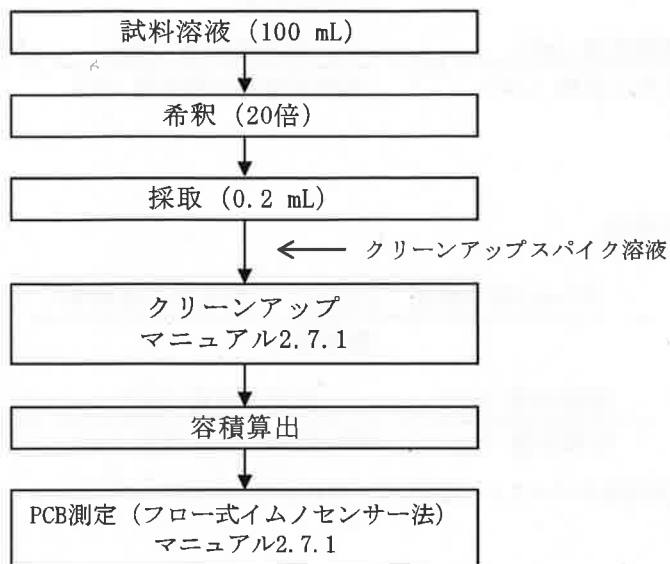 試料溶液 (100 mL)
希釈 (20倍)
採取 (0.2 mL)
クリーンアップスパイク溶液
クリーンアップ
マニュアル2.7.1
容積算出
PCB測定 (フロー式イムノセンサー法)
マニュアル2.7.1